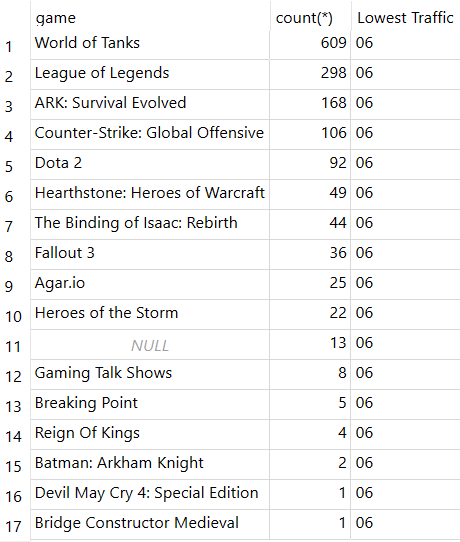 game count(*) Lowest Traffic
1 World of Tanks 609 06
2 League of Legends 298 06
3 ARK: Survival Evolved 168 06
4 Counter-Strike: Global Offensive 106 06
5 Dota 2 92 06
6 Hearthstone: Heroes of Warcraft 49 06
7 The Binding of Isaac: Rebirth 44 06
8 Fallout 3 36 06
9 Agar.io 25 06
10 Heroes of the Storm 22 06
11 NULL 13 06
12 Gaming Talk Shows 8 06
13 Breaking Point 5 06
14 Reign Of Kings 4 06
15 Batman: Arkham Knight 2 06
16 Devil May Cry 4: Special Edition 1 06
17 Bridge Constructor Medieval 1 06